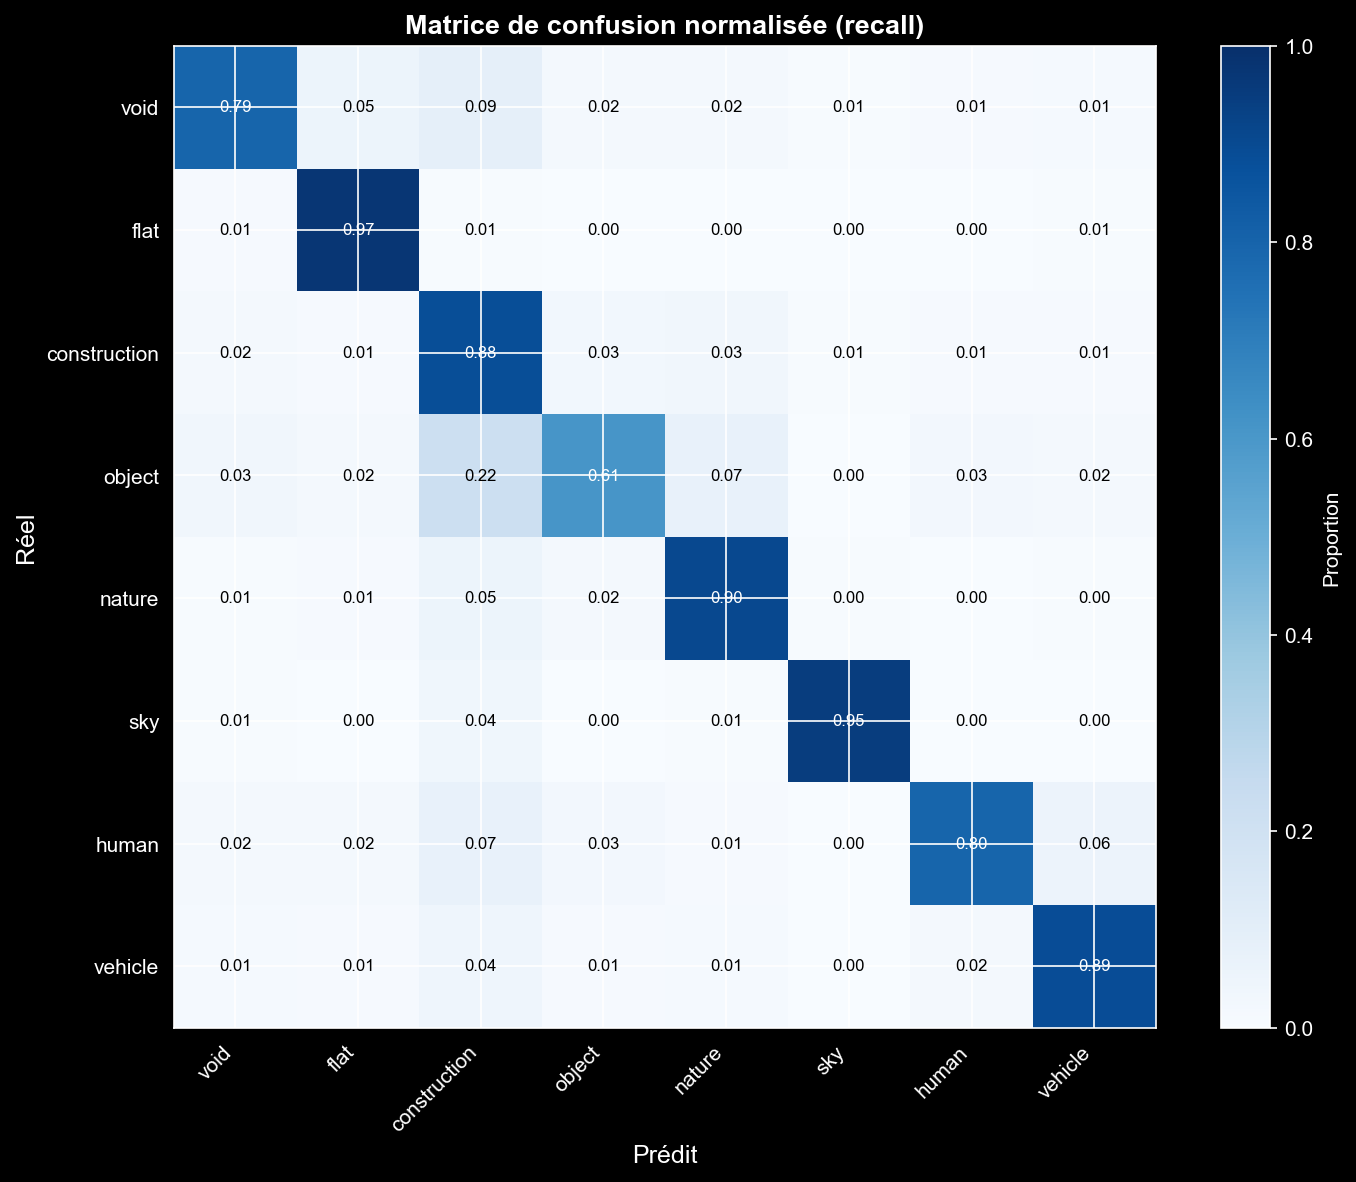 Matrice de confusion normalisée (recall)
void 0.79 0.05 0.09 0.02 0.02 0.01 0.01 0.01
flat 0.01 0.97 0.01 0.00 0.00 0.00 0.00 0.01
construction 0.02 0.01 0.88 0.03 0.03 0.01 0.01 0.01
object 0.03 0.02 0.22 0.61 0.07 0.00 0.03 0.02
nature 0.01 0.01 0.05 0.02 0.90 0.00 0.00 0.00
sky 0.01 0.00 0.04 0.00 0.01 0.95 0.00 0.00
human 0.02 0.02 0.07 0.03 0.01 0.00 0.80 0.06
vehicle 0.01 0.01 0.04 0.01 0.01 0.00 0.02 0.89
Réel
void flat construction object nature sky human vehicle
Prédit
1.0
0.8
0.6
0.4
0.2
0.0
Proportion